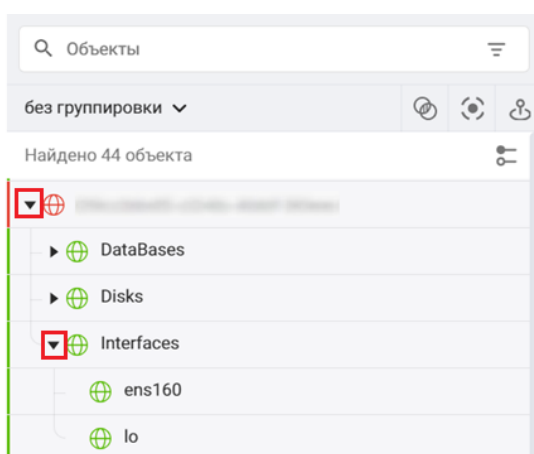 Объекты
без группировки
Найдено 44 объекта
DataBases
Disks
Interfaces
ens160
lo